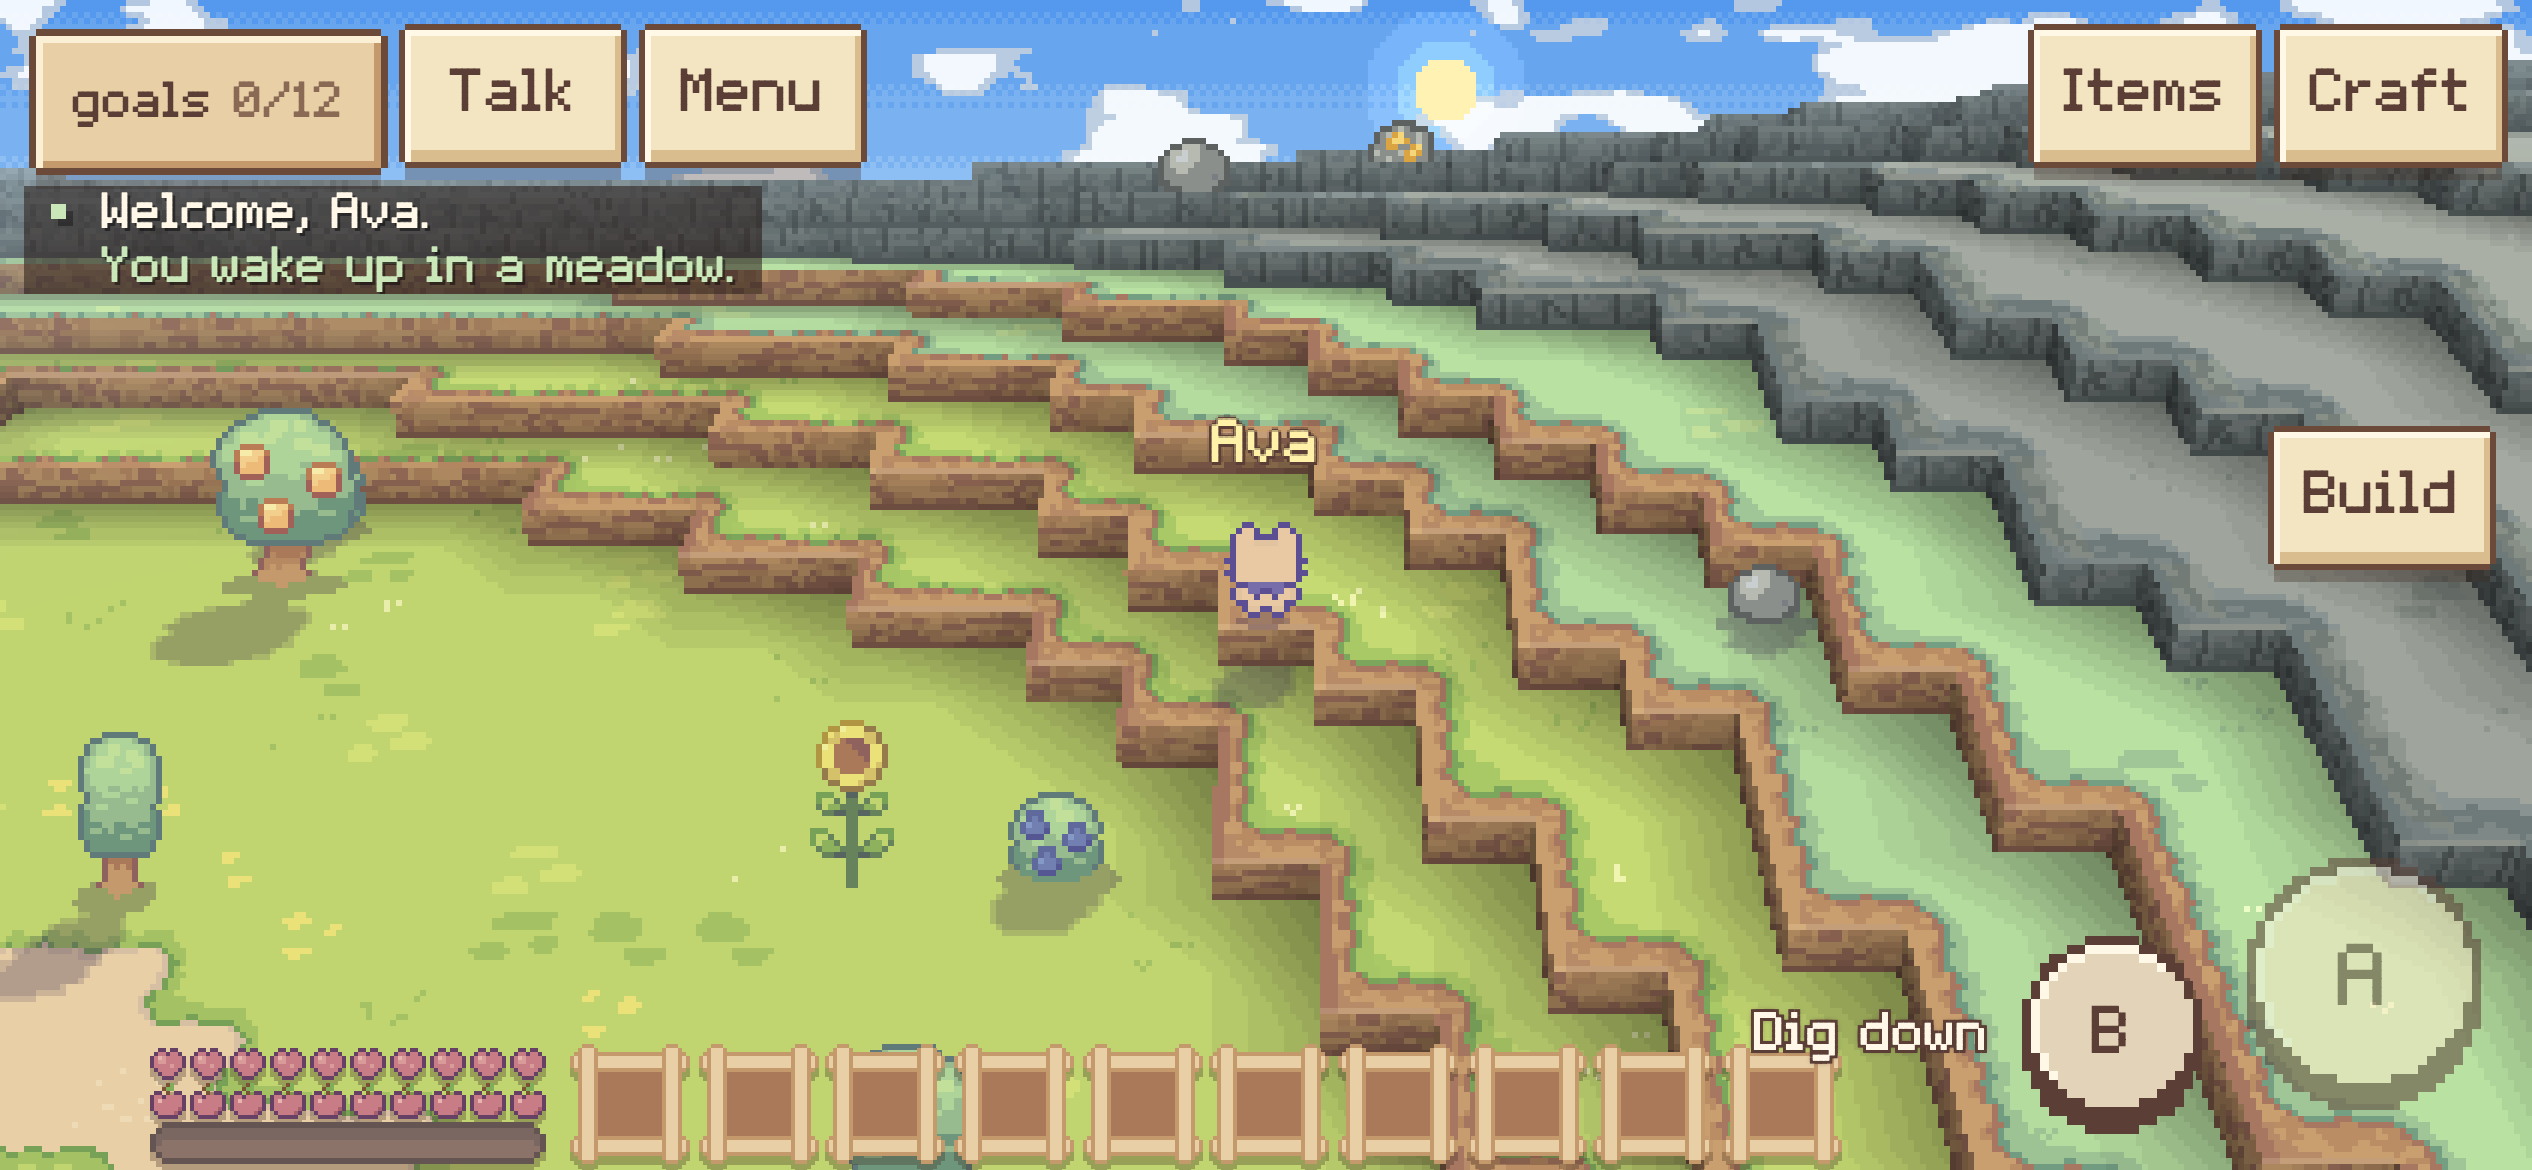 goals 0/12
Talk
Menu
Items
Craft
Welcome, Ava.
You wake up in a meadow.
Ava
Build
Dig down
B
A